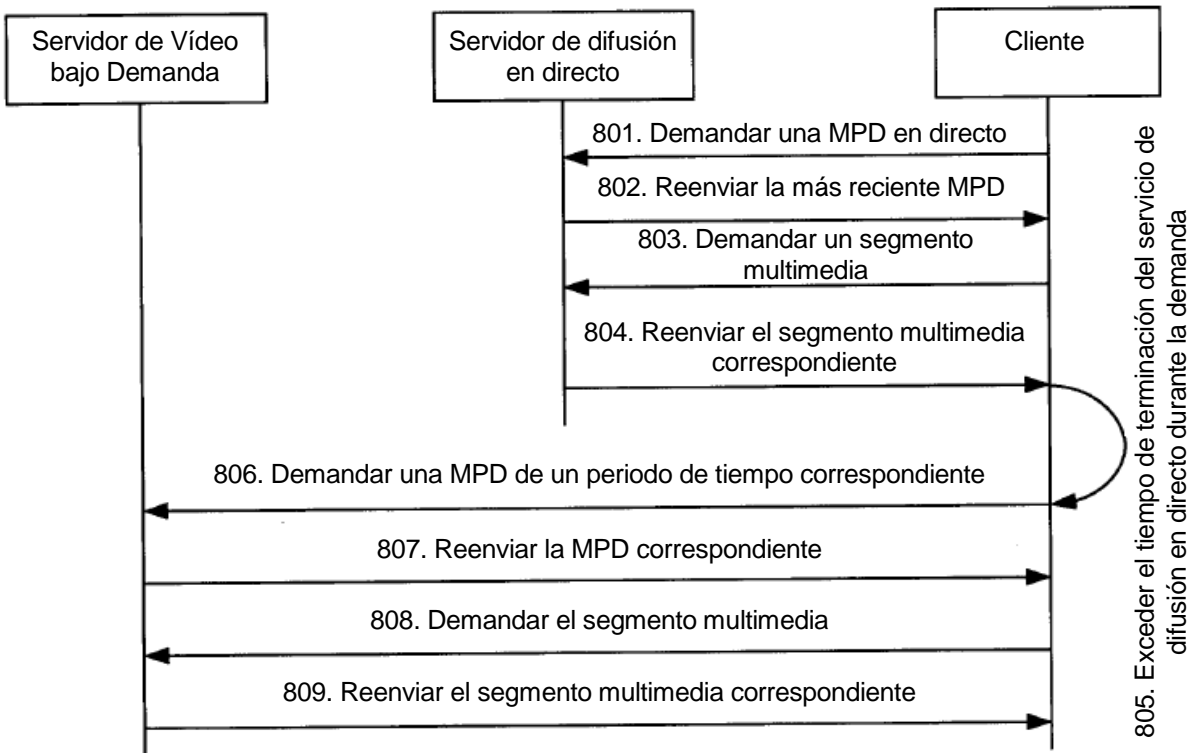 Servidor de Vídeo
bajo Demanda
Servidor de difusión
en directo
Cliente
801. Demandar una MPD en directo
802. Reenviar la más reciente MPD
803. Demandar un segmento
multimedia
804. Reenviar el segmento multimedia
correspondiente
805. Exceder el tiempo de terminación del servicio de
difusión en directo durante la demanda
806. Demandar una MPD de un periodo de tiempo correspondiente
807. Reenviar la MPD correspondiente
808. Demandar el segmento multimedia
809. Reenviar el segmento multimedia correspondiente